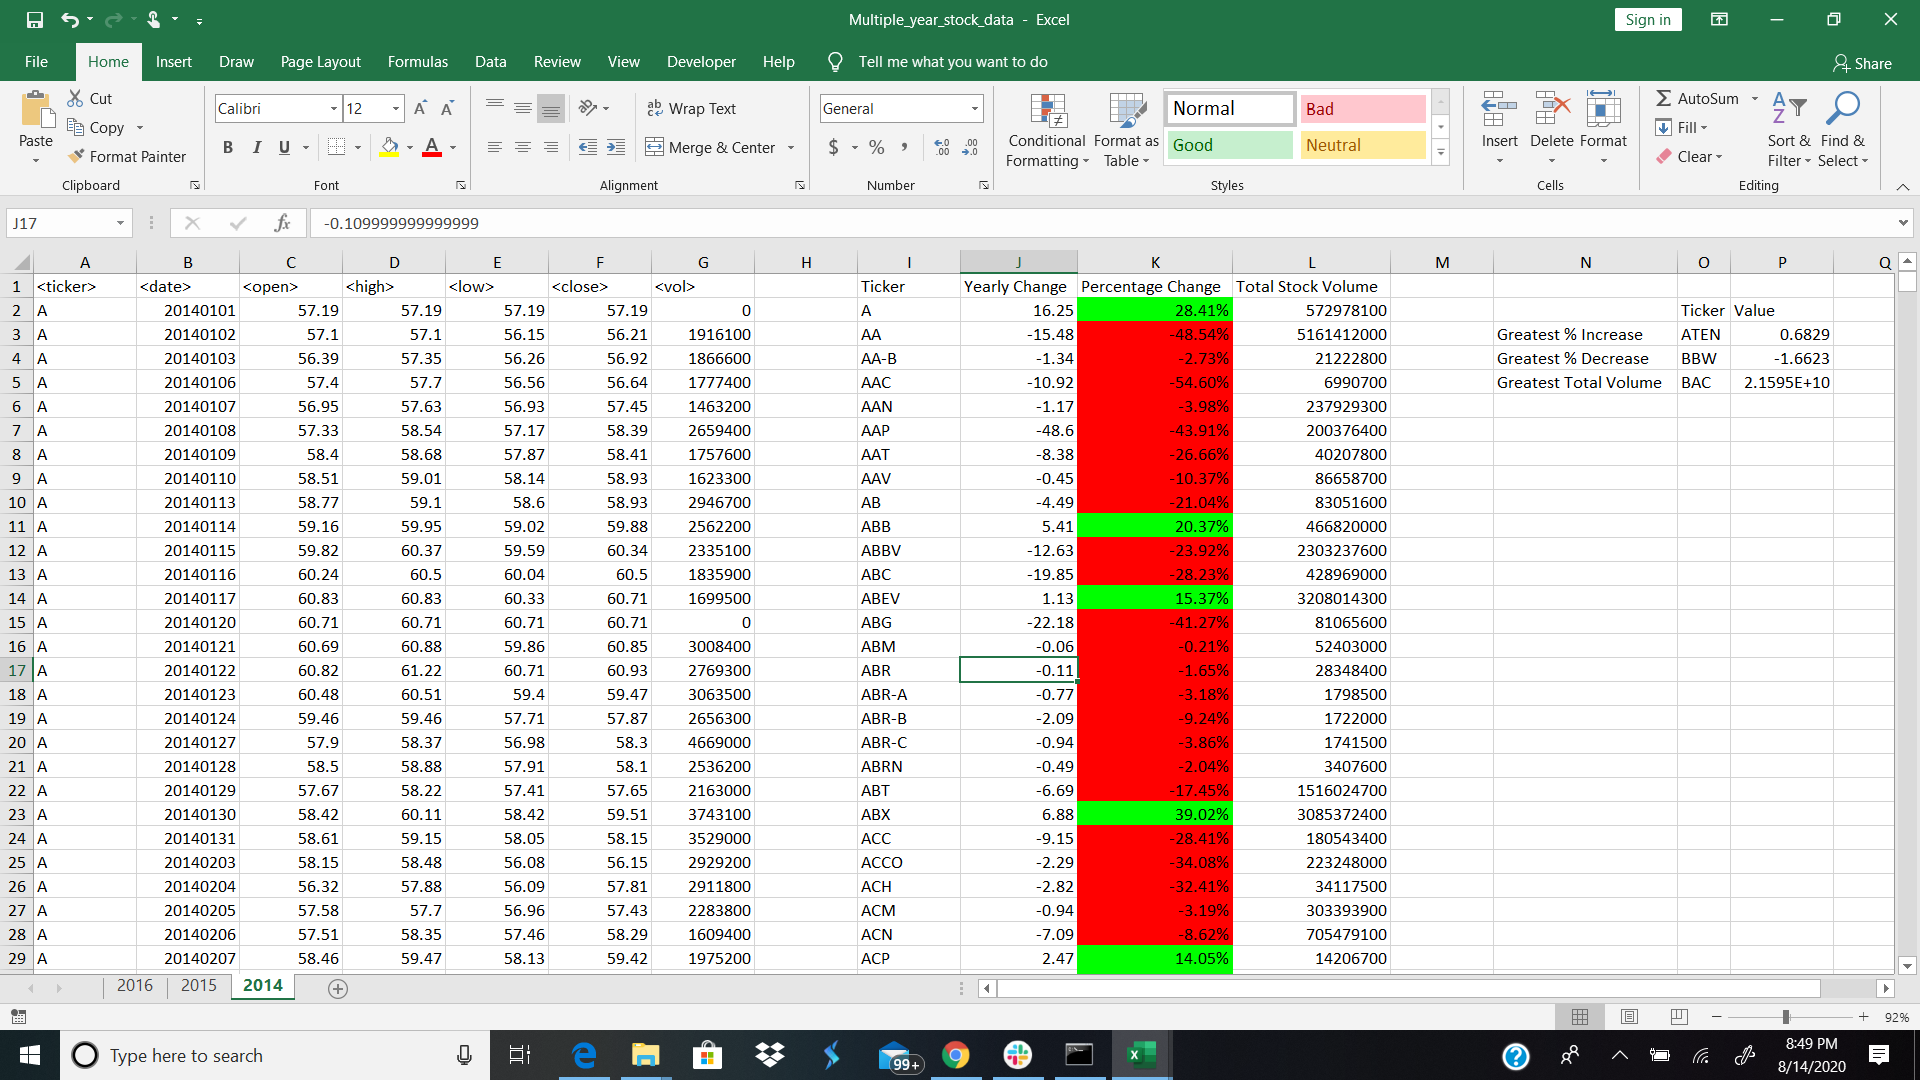 Multiple_year_stock_data - Excel
Sign in
File Home Insert Draw Page Layout Formulas Data Review View Developer Help Tell me what you want to do Share
Paste Cut Copy Format Painter Clipboard
Calibri 12 B I U A Font
Wrap Text Merge & Center Alignment
General $ % , Number
Conditional Formatting Format as Table Normal Bad Good Neutral Styles
Insert Delete Format Cells
AutoSum Fill Clear Sort & Filter Find & Select Editing
J17 fx -0.109999999999999
A B C D E F G H I J K L M N O P Q
1 <ticker> <date> <open> <high> <low> <close> <vol> Ticker Yearly Change Percentage Change Total Stock Volume
2 A 20140101 57.19 57.19 57.19 57.19 0 A 16.25 28.41% 572978100 Ticker Value
3 A 20140102 57.1 57.1 56.15 56.21 1916100 AA -15.48 -48.54% 5161412000 Greatest % Increase ATEN 0.6829
4 A 20140103 56.39 57.35 56.26 56.92 1866600 AA-B -1.34 -2.73% 21222800 Greatest % Decrease BBW -1.6623
5 A 20140106 57.4 57.7 56.56 56.64 1777400 AAC -10.92 -54.60% 6990700 Greatest Total Volume BAC 2.1595E+10
6 A 20140107 56.95 57.63 56.93 57.45 1463200 AAN -1.17 -3.98% 237929300
7 A 20140108 57.33 58.54 57.17 58.39 2659400 AAP -48.6 -43.91% 200376400
8 A 20140109 58.4 58.68 57.87 58.41 1757600 AAT -8.38 -26.66% 40207800
9 A 20140110 58.51 59.01 58.14 58.93 1623300 AAV -0.45 -10.37% 86658700
10 A 20140113 58.77 59.1 58.6 58.93 2946700 AB -4.49 -21.04% 83051600
11 A 20140114 59.16 59.95 59.02 59.88 2562200 ABB 5.41 20.37% 466820000
12 A 20140115 59.82 60.37 59.59 60.34 2335100 ABBV -12.63 -23.92% 2303237600
13 A 20140116 60.24 60.5 60.04 60.5 1835900 ABC -19.85 -28.23% 428969000
14 A 20140117 60.83 60.83 60.33 60.71 1699500 ABEV 1.13 15.37% 3208014300
15 A 20140120 60.71 60.71 60.71 60.71 0 ABG -22.18 -41.27% 81065600
16 A 20140121 60.69 60.88 59.86 60.85 3008400 ABM -0.06 -0.21% 52403000
17 A 20140122 60.82 61.22 60.71 60.93 2769300 ABR -0.11 -1.65% 28348400
18 A 20140123 60.48 60.51 59.4 59.47 3063500 ABR-A -0.77 -3.18% 1798500
19 A 20140124 59.46 59.46 57.71 57.87 2656300 ABR-B -2.09 -9.24% 1722000
20 A 20140127 57.9 58.37 56.98 58.3 4669000 ABR-C -0.94 -3.86% 1741500
21 A 20140128 58.5 58.88 57.91 58.1 2536200 ABRN -0.49 -2.04% 3407600
22 A 20140129 57.67 58.22 57.41 57.65 2163000 ABT -6.69 -17.45% 1516024700
23 A 20140130 58.42 60.11 58.42 59.51 3743100 ABX 6.88 39.02% 3085372400
24 A 20140131 58.61 59.15 58.05 58.15 3529000 ACC -9.15 -28.41% 180543400
25 A 20140203 58.15 58.48 56.08 56.15 2929200 ACCO -2.29 -34.08% 223248000
26 A 20140204 56.32 57.88 56.09 57.81 2911800 ACH -2.82 -32.41% 34117500
27 A 20140205 57.58 57.7 56.96 57.43 2283800 ACM -0.94 -3.19% 303393900
28 A 20140206 57.51 58.35 57.46 58.29 1609400 ACN -7.09 -8.62% 705479100
29 A 20140207 58.46 59.47 58.13 59.42 1975200 ACP 2.47 14.05% 14206700
2016 2015 2014
92%
Type here to search
99+
8:49 PM
8/14/2020